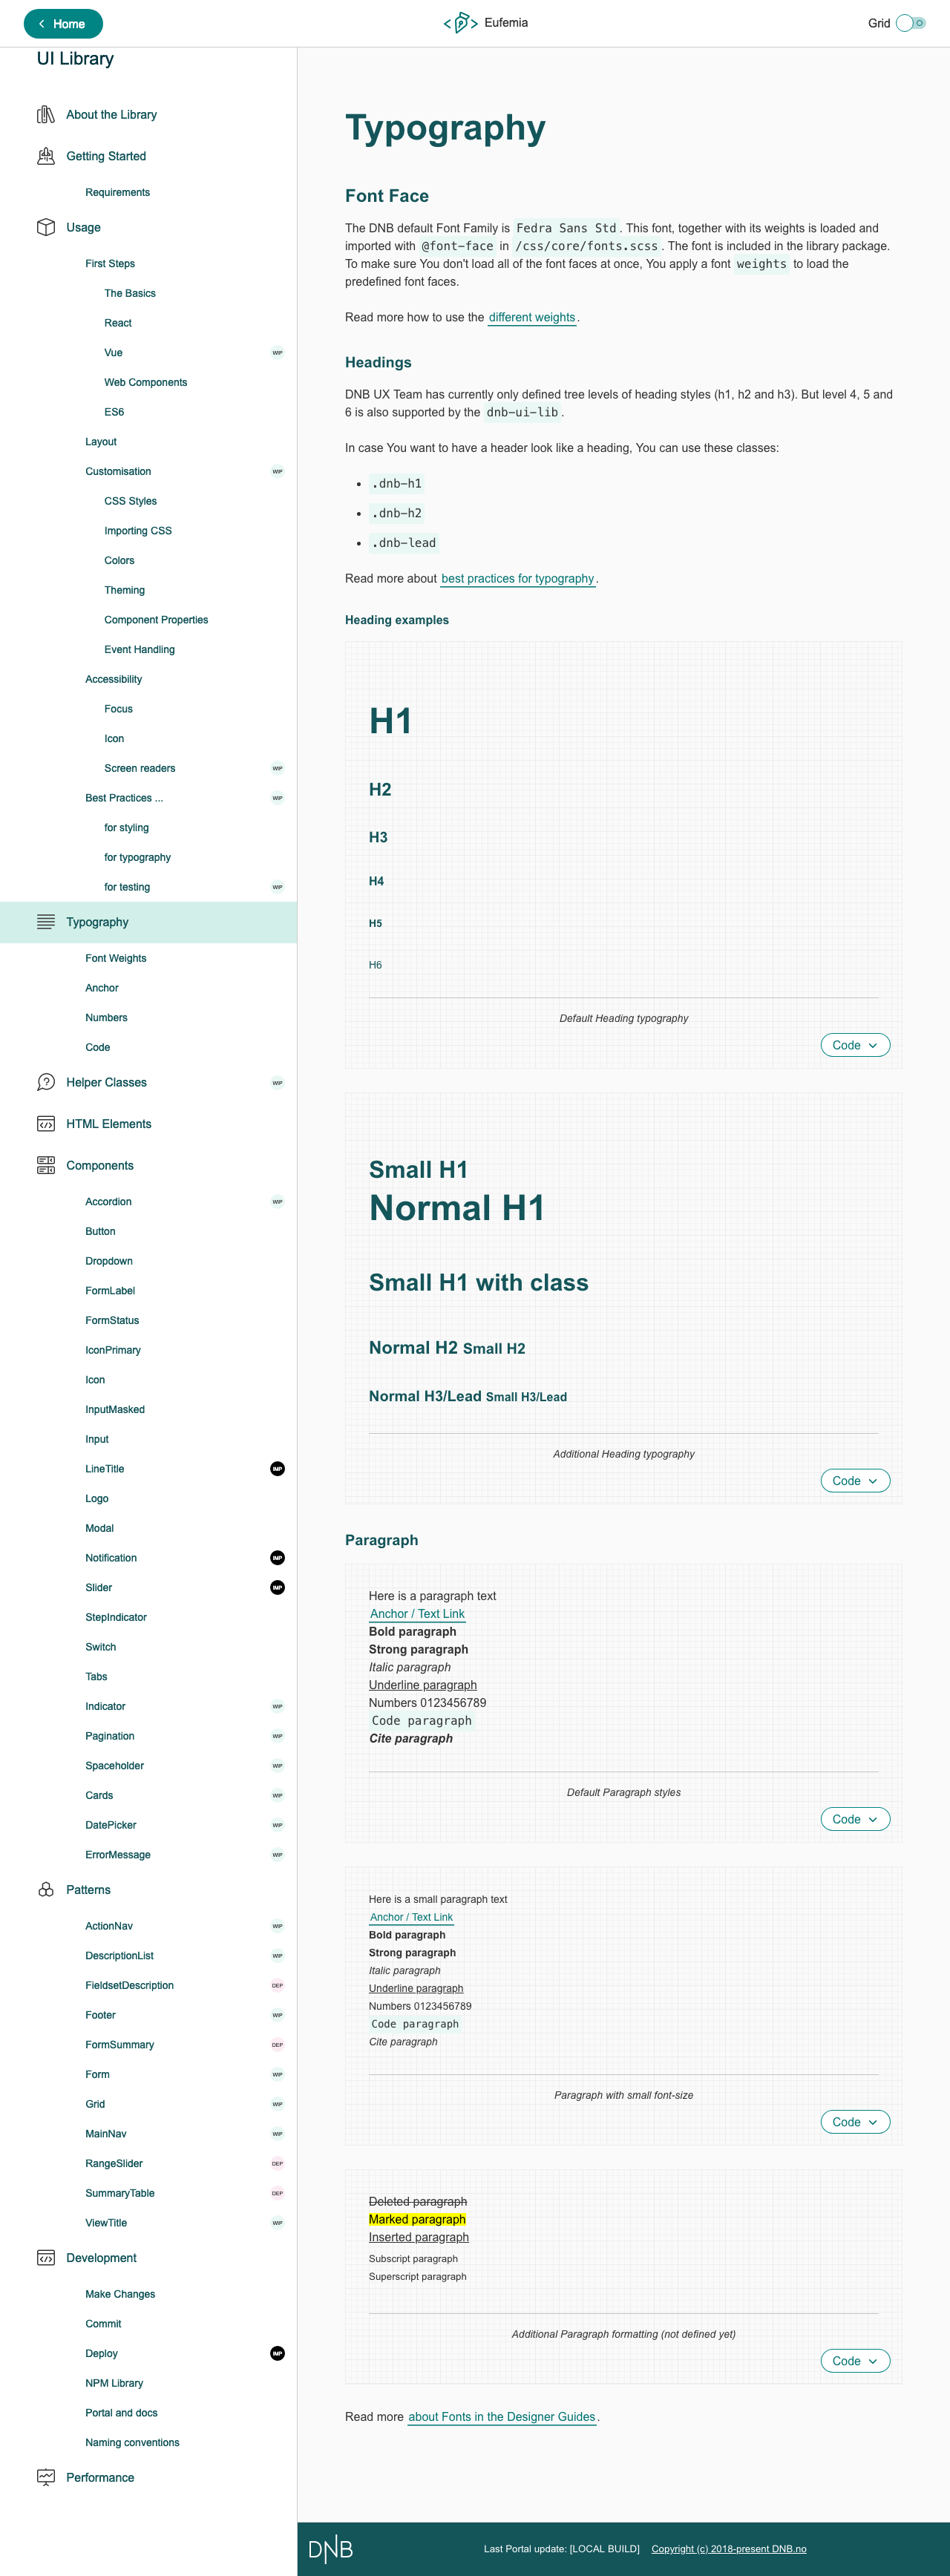 Home
Eufemia
Grid
UI Library
About the Library
Getting Started
Requirements
Usage
First Steps
The Basics
React
Vue WIP
Web Components
ES6
Layout
Customisation WIP
CSS Styles
Importing CSS
Colors
Theming
Component Properties
Event Handling
Accessibility
Focus
Icon
Screen readers WIP
Best Practices ... WIP
for styling
for typography
for testing WIP
Typography
Font Weights
Anchor
Numbers
Code
Helper Classes WIP
HTML Elements
Components
Accordion WIP
Button
Dropdown
FormLabel
FormStatus
IconPrimary
Icon
InputMasked
Input
LineTitle IMP
Logo
Modal
Notification IMP
Slider IMP
StepIndicator
Switch
Tabs
Indicator WIP
Pagination WIP
Spaceholder WIP
Cards WIP
DatePicker WIP
ErrorMessage WIP
Patterns
ActionNav WIP
DescriptionList WIP
FieldsetDescription DEP
Footer WIP
FormSummary DEP
Form WIP
Grid WIP
MainNav WIP
RangeSlider DEP
SummaryTable DEP
ViewTitle WIP
Development
Make Changes
Commit
Deploy IMP
NPM Library
Portal and docs
Naming conventions
Performance
Typography
Font Face
The DNB default Font Family is Fedra Sans Std. This font, together with its weights is loaded and
imported with @font-face in /css/core/fonts.scss. The font is included in the library package.
To make sure You don't load all of the font faces at once, You apply a font weights to load the
predefined font faces.
Read more how to use the different weights.
Headings
DNB UX Team has currently only defined tree levels of heading styles (h1, h2 and h3). But level 4, 5 and
6 is also supported by the dnb-ui-lib.
In case You want to have a header look like a heading, You can use these classes:
• .dnb-h1
• .dnb-h2
• .dnb-lead
Read more about best practices for typography.
Heading examples
H1
H2
H3
H4
H5
H6
Default Heading typography
Code
Small H1
Normal H1
Small H1 with class
Normal H2 Small H2
Normal H3/Lead Small H3/Lead
Additional Heading typography
Code
Paragraph
Here is a paragraph text
Anchor / Text Link
Bold paragraph
Strong paragraph
Italic paragraph
Underline paragraph
Numbers 0123456789
Code paragraph
Cite paragraph
Default Paragraph styles
Code
Here is a small paragraph text
Anchor / Text Link
Bold paragraph
Strong paragraph
Italic paragraph
Underline paragraph
Numbers 0123456789
Code paragraph
Cite paragraph
Paragraph with small font-size
Code
Deleted paragraph
Marked paragraph
Inserted paragraph
Subscript paragraph
Superscript paragraph
Additional Paragraph formatting (not defined yet)
Code
Read more about Fonts in the Designer Guides.
DNB
Last Portal update: [LOCAL BUILD] Copyright (c) 2018-present DNB.no